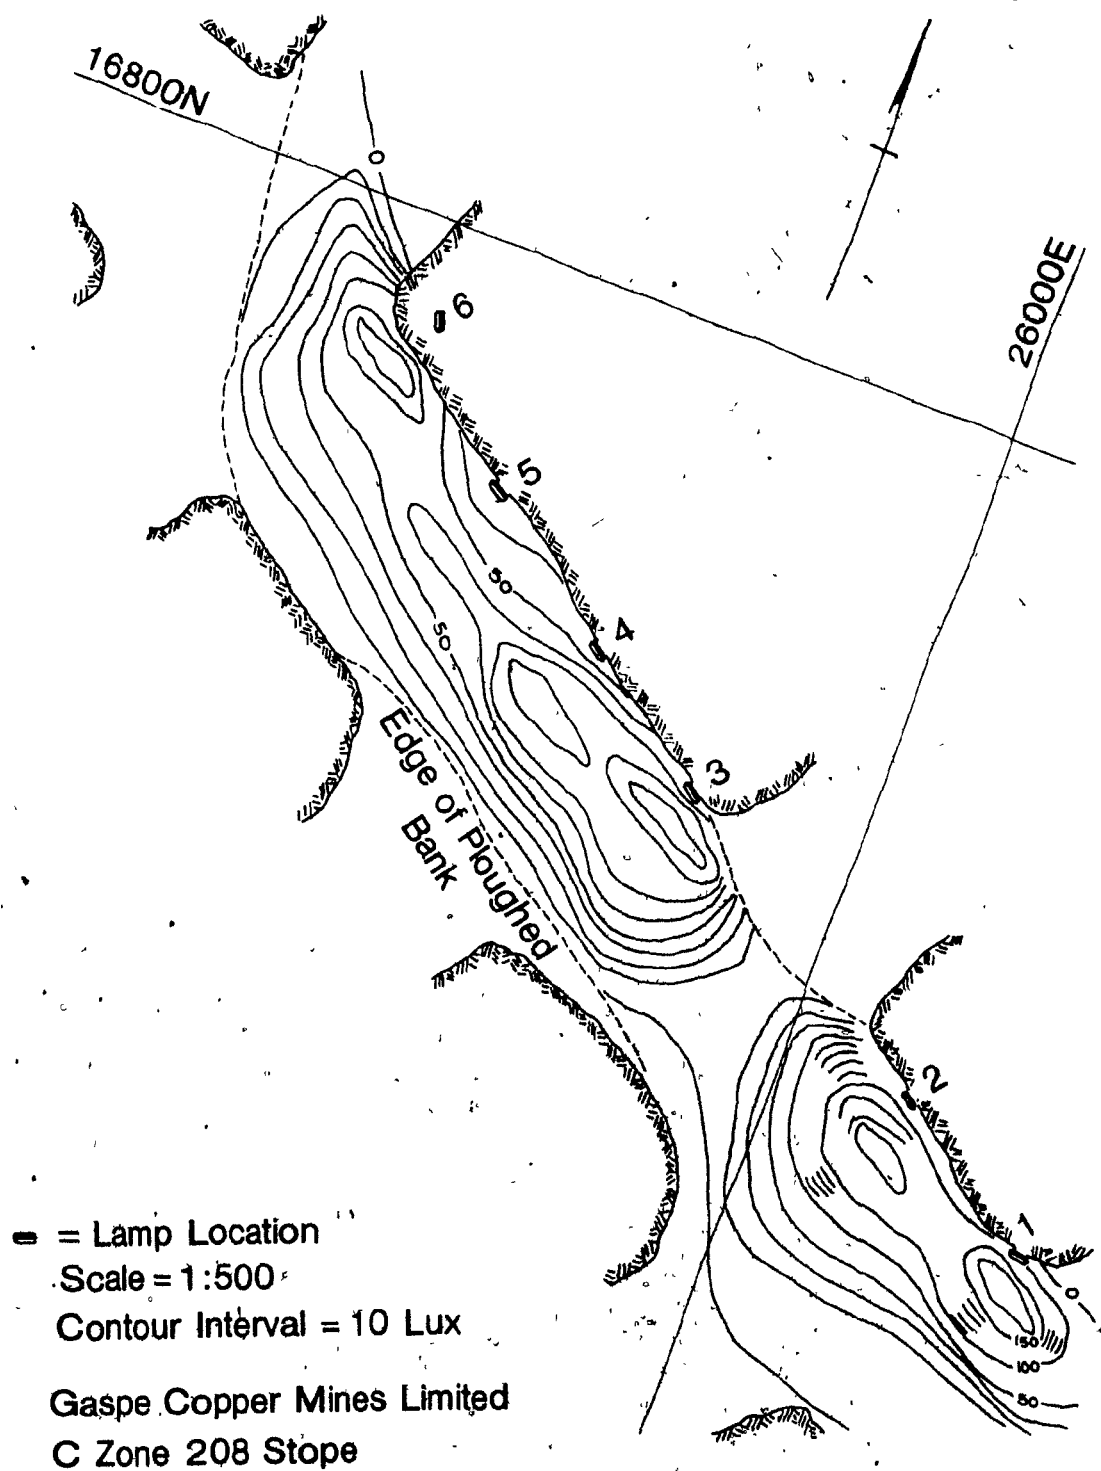 16800N
0
26000E
6
5
50
4
50
3
Edge of Ploughed
Bank
2
1
0
= Lamp Location
Scale = 1:500
150
Contour Interval = 10 Lux
100
50
Gaspe Copper Mines Limited
C Zone 208 Stope